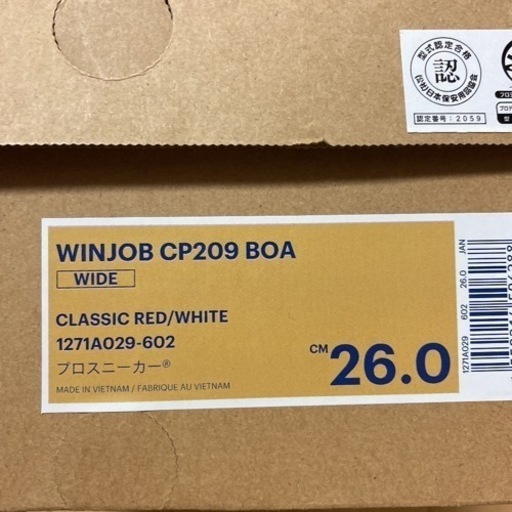 型式認定合格
認
(公社)日本保安用品協会
認定番号：2059
WINJOB CP209 BOA
WIDE
CLASSIC RED/WHITE
1271A029-602
プロスニーカー®
MADE IN VIETNAM / FABRIQUE AU VIETNAM
CM 26.0
1271A029 602 26.0 JAN